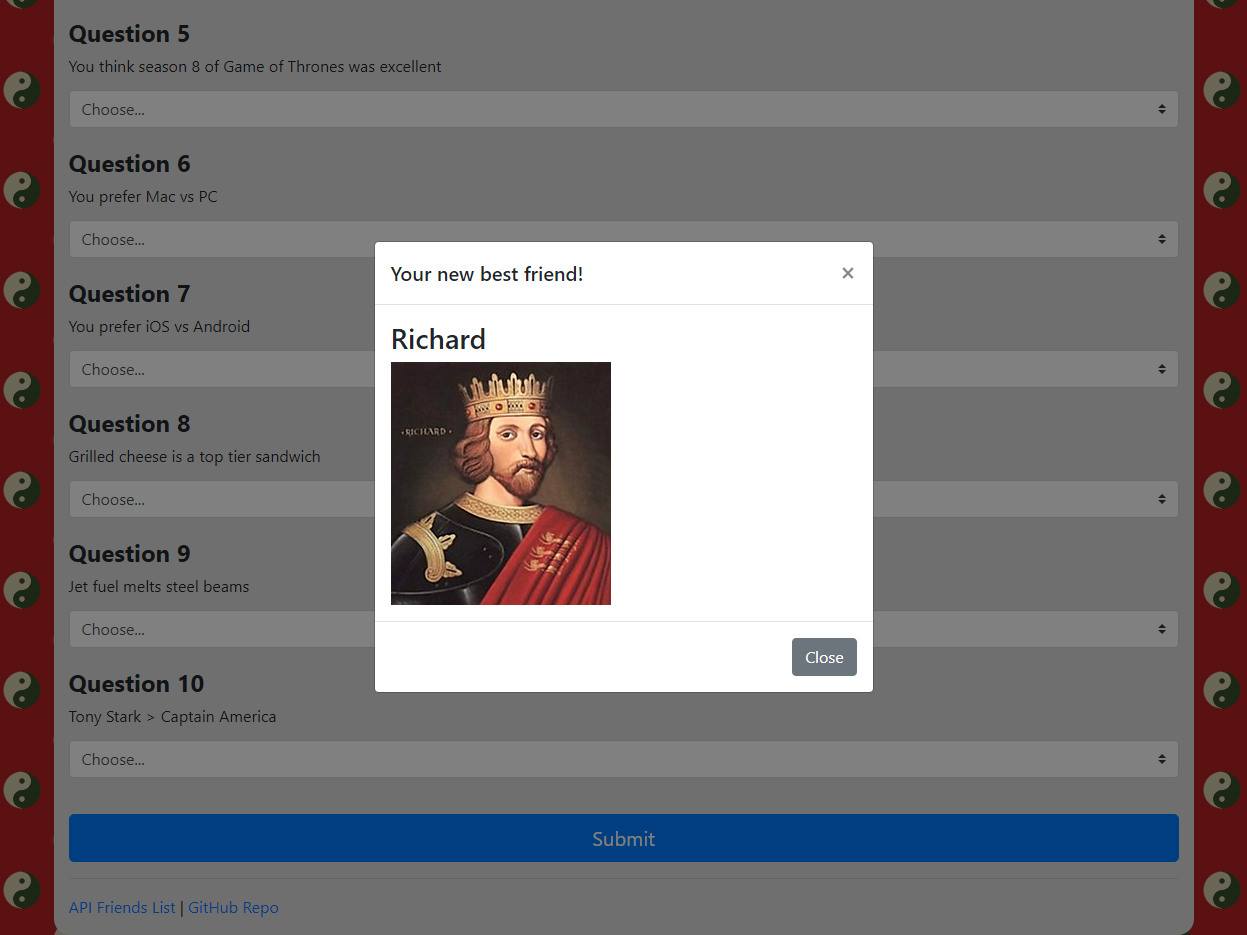 Question 5
You think season 8 of Game of Thrones was excellent
Choose...
Question 6
You prefer Mac vs PC
Choose...
Your new best friend!
×
Question 7
You prefer iOS vs Android
Choose...
Richard
•RICHARD•
Question 8
Grilled cheese is a top tier sandwich
Choose...
Question 9
Jet fuel melts steel beams
Choose...
Close
Question 10
Tony Stark > Captain America
Choose...
Submit
API Friends List | GitHub Repo